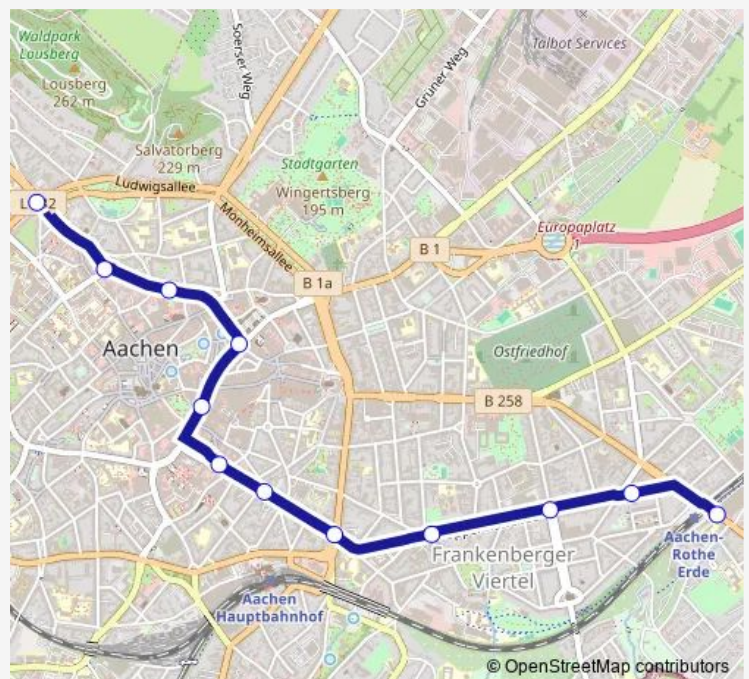 Waldpark
Lousberg
Lousberg
262 m
Soerser Weg
Grüner Weg
Talbot Services
Salvatorberg
229 m
Stadtgarten
Wingertsberg
195 m
Ludwigsallee
Monheimsallee
Europaplatz
B 1
B 1a
Aachen
Ostfriedhof
B 258
Frankenberger
Viertel
Aachen-
Rothe
Erde
Aachen
Hauptbahnhof
© OpenStreetMap contributors